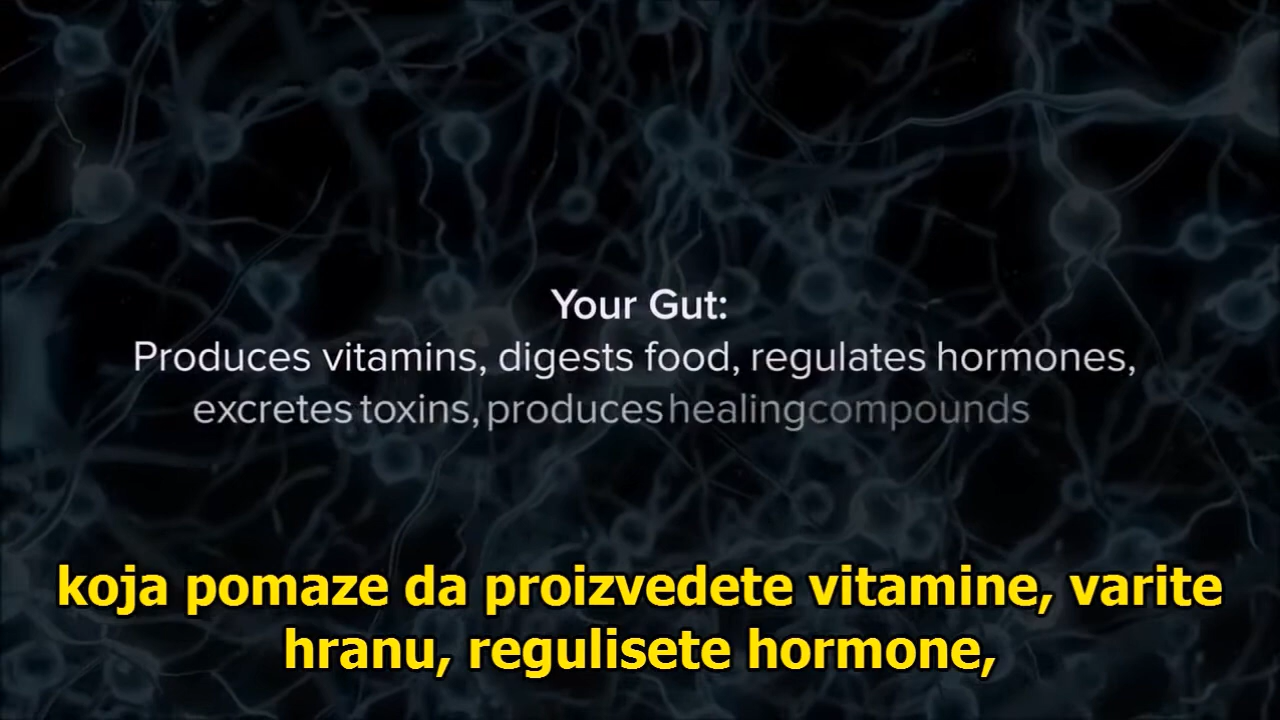 Your Gut:
Produces vitamins, digests food, regulates hormones,
excretes toxins, produces healing compounds
koja pomaze da proizvedete vitamine, varite
hranu, regulisete hormone,